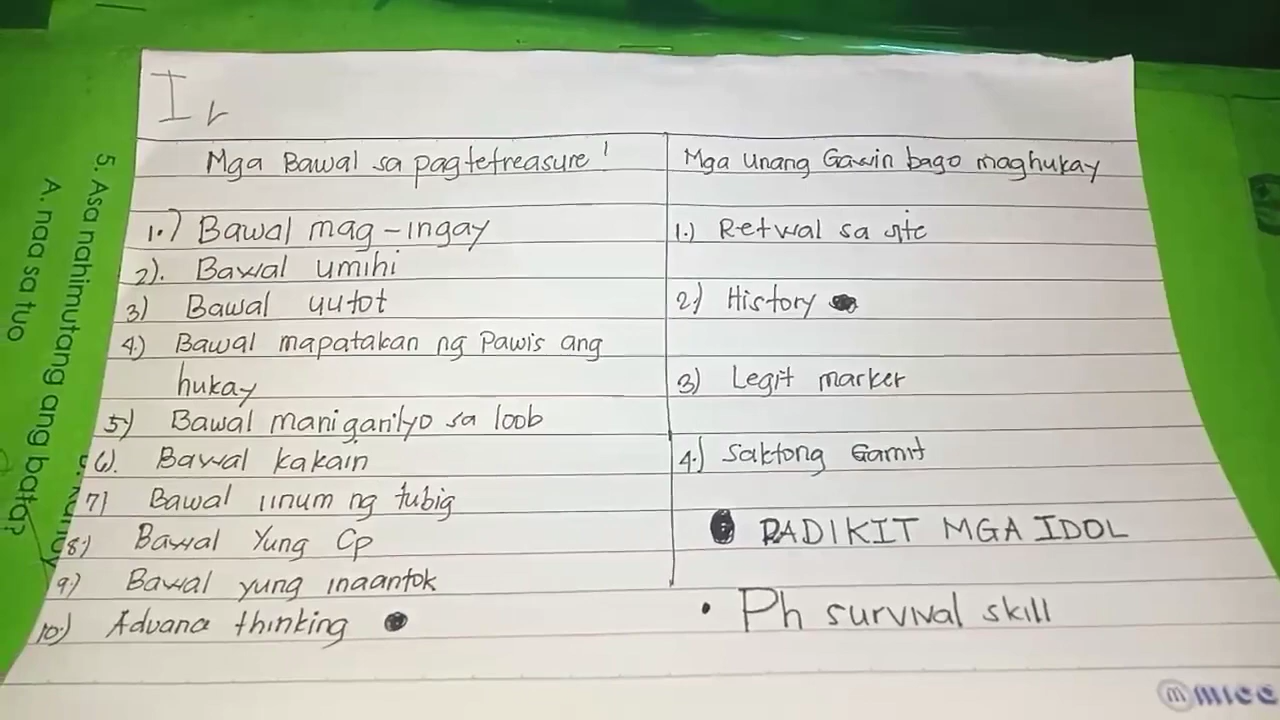 I
Mga Bawal sa pagtetreasure!
1.) Bawal mag-ingay
2). Bawal umihi
3) Bawal uutot
4.) Bawal mapatakan ng Pawis ang
hukay
5) Bawal manigarilyo sa loob
6). Bawal kakain
7) Bawal iinum ng tubig
8) Bawal Yung Cp
9.) Bawal yung inaantok
10.) Advance thinking
Mga Unang Gawin bago maghukay
1.) Retwal sa site
2) History
3) Legit marker
4.) Saktong Gamit
PADIKIT MGA IDOL
• Ph survival skill
5. Asa nahimutang ang bata?
A. naa sa tuo
micc